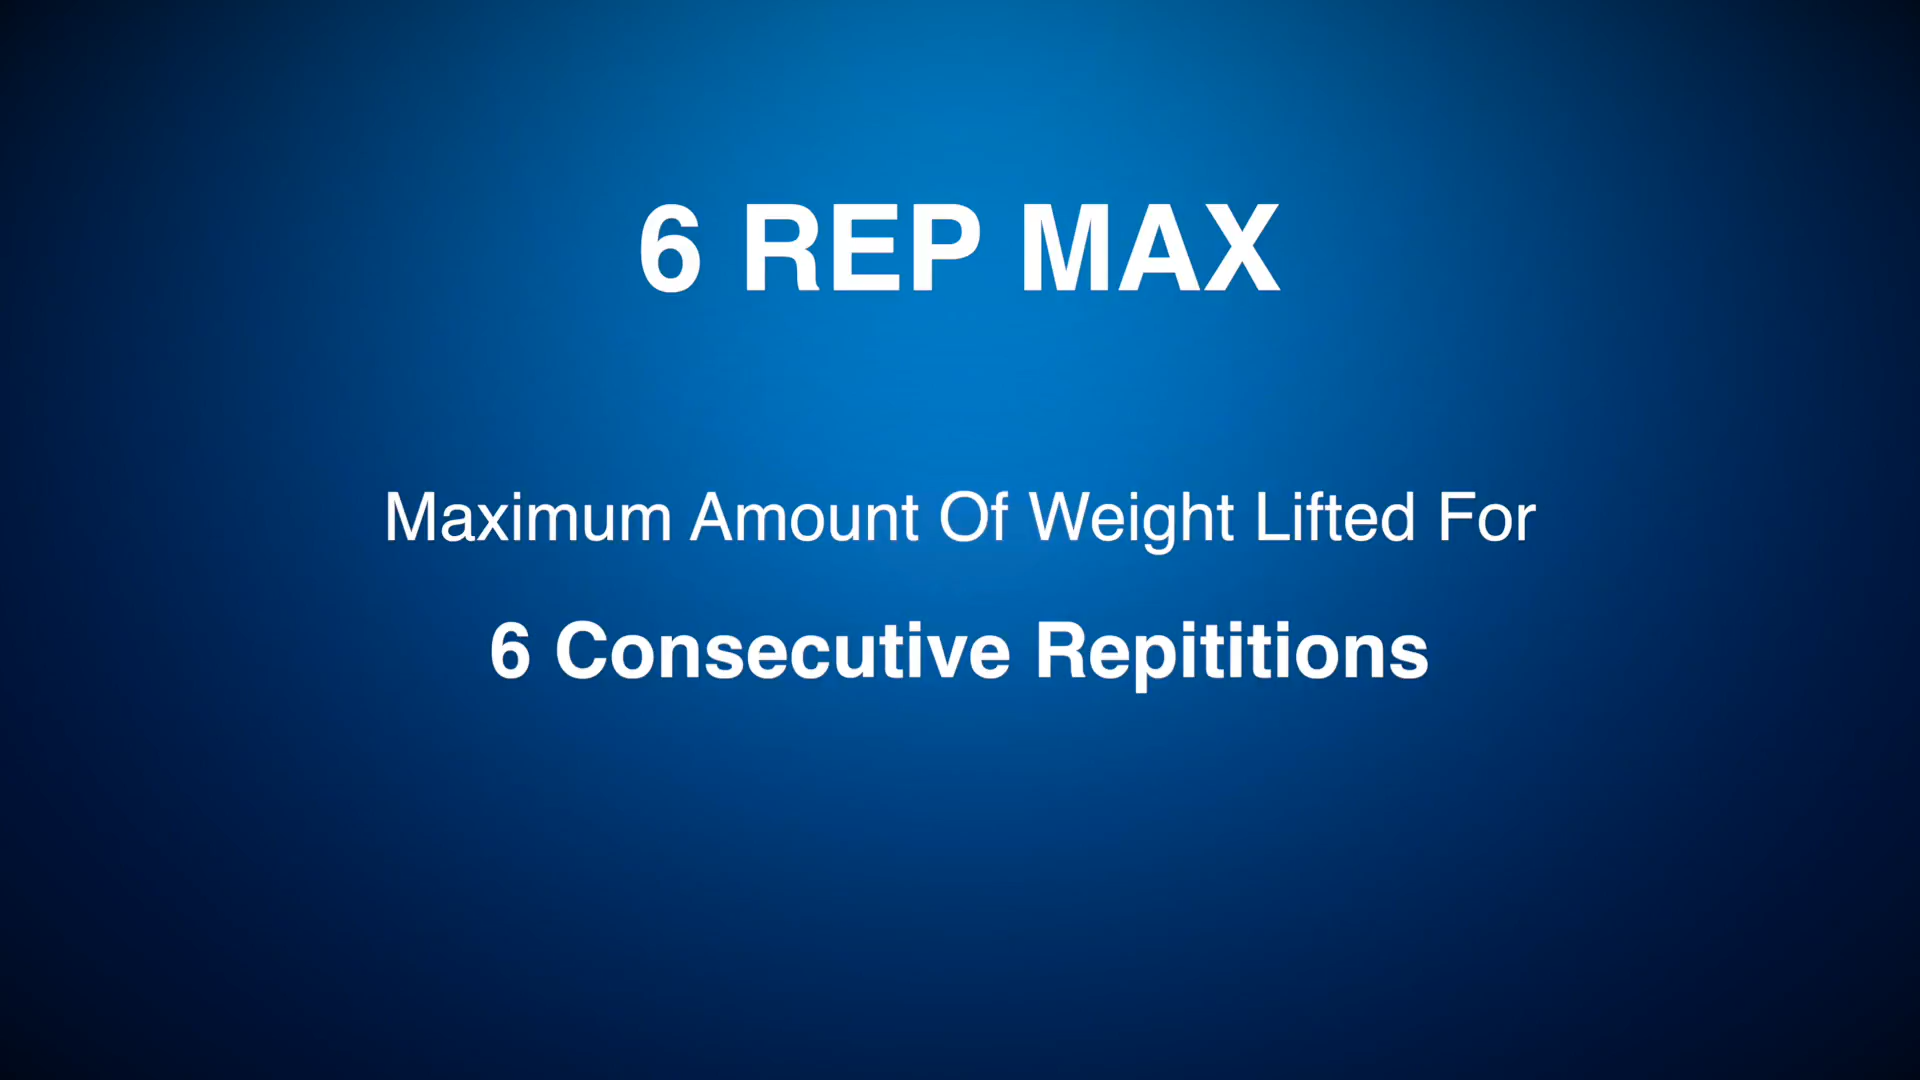 6 REP MAX
Maximum Amount Of Weight Lifted For
6 Consecutive Repititions